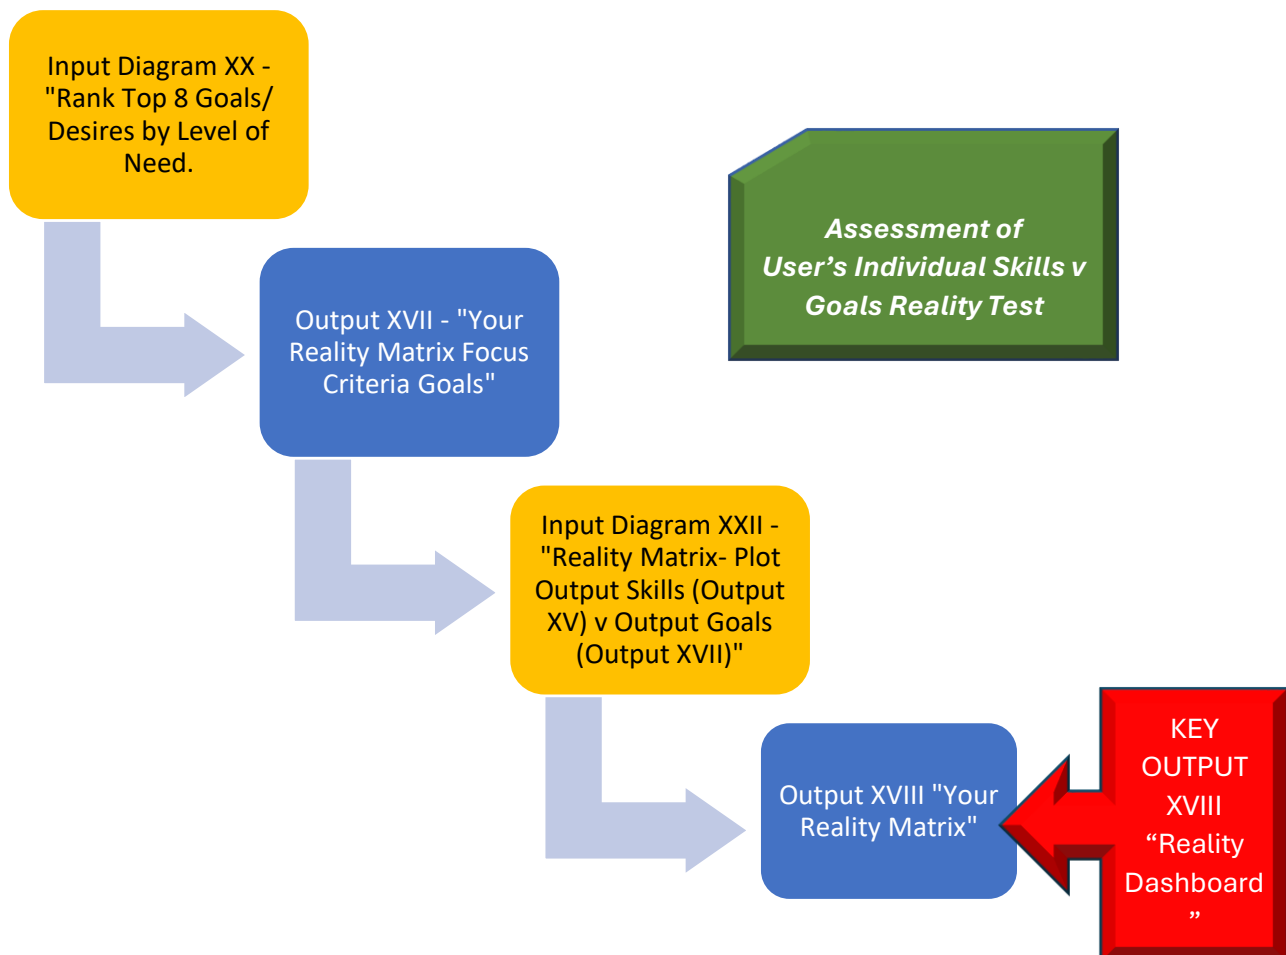 Input Diagram XX -
"Rank Top 8 Goals/
Desires by Level of
Need.
Assessment of
User’s Individual Skills v
Goals Reality Test
Output XVII - "Your
Reality Matrix Focus
Criteria Goals"
Input Diagram XXII -
"Reality Matrix- Plot
Output Skills (Output
XV) v Output Goals
(Output XVII)"
Output XVIII "Your
Reality Matrix"
KEY
OUTPUT
XVIII
“Reality
Dashboard
”